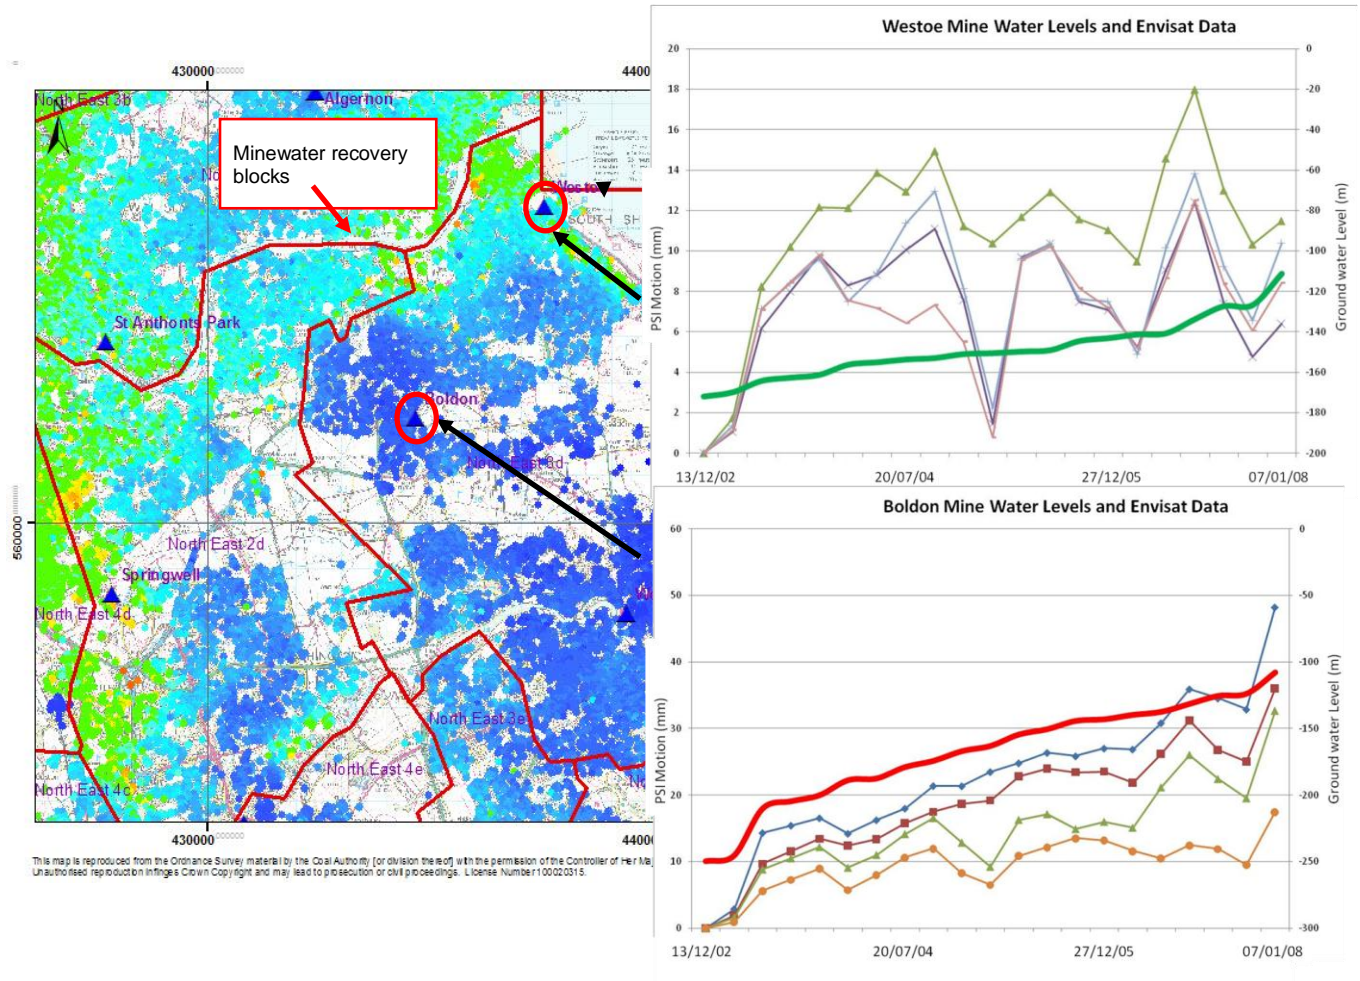 430000
4400
North East 3b
N
Algernon
Minewater recovery
blocks
No
Westo
SOUTH SH
St Anthonts Park
Boldon
North East 3d
560000
North East 2d
Springwell
North East 4d
North East 3e
North East 4e
North East 4c
No
430000
4400
This map is reproduced from the Ordnance Survey material by the Coal Authority [or division thereof] with the permission of the Controller of Her Maj
Unauthorised reproduction infringes Crown Copyright and may lead to prosecution or civil proceedings. License Number 100020315.
Westoe Mine Water Levels and Envisat Data
20
18
16
14
12
10
8
6
4
2
0
PSI Motion (mm)
0
-20
-40
-60
-80
-100
-120
-140
-160
-180
-200
Ground water Level (m)
13/12/02
20/07/04
27/12/05
07/01/08
Boldon Mine Water Levels and Envisat Data
60
50
40
30
20
10
0
PSI Motion (mm)
0
-50
-100
-150
-200
-250
-300
Ground water Level (m)
13/12/02
20/07/04
27/12/05
07/01/08